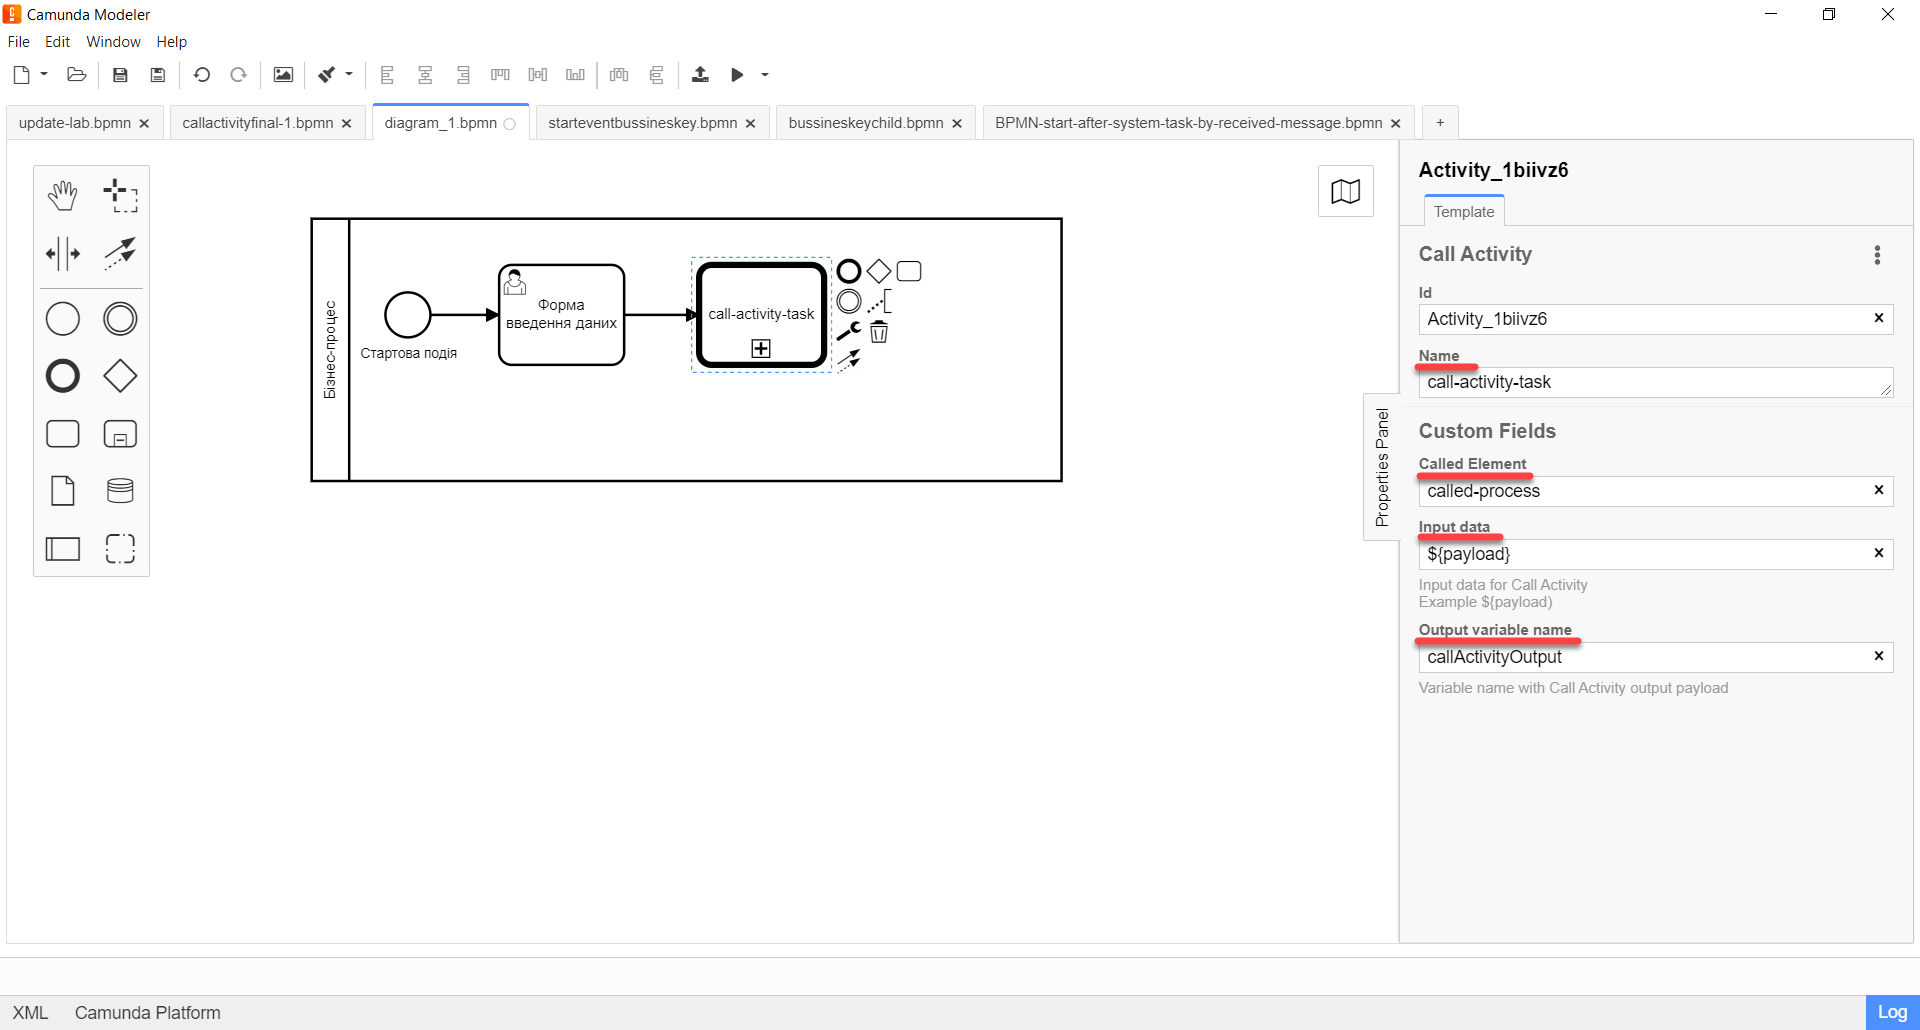 Camunda Modeler
File Edit Window Help
update-lab.bpmn callactivityfinal-1.bpmn diagram_1.bpmn starteventbussineskey.bpmn bussineskeychild.bpmn BPMN-start-after-system-task-by-received-message.bpmn +
Бізнес-процес
Стартова подія
Форма
введення даних
call-activity-task
Properties Panel
Activity_1biivz6
Template
Call Activity
Id
Activity_1biivz6
Name
call-activity-task
Custom Fields
Called Element
called-process
Input data
${payload}
Input data for Call Activity
Example ${payload)
Output variable name
callActivityOutput
Variable name with Call Activity output payload
XML Camunda Platform
Log